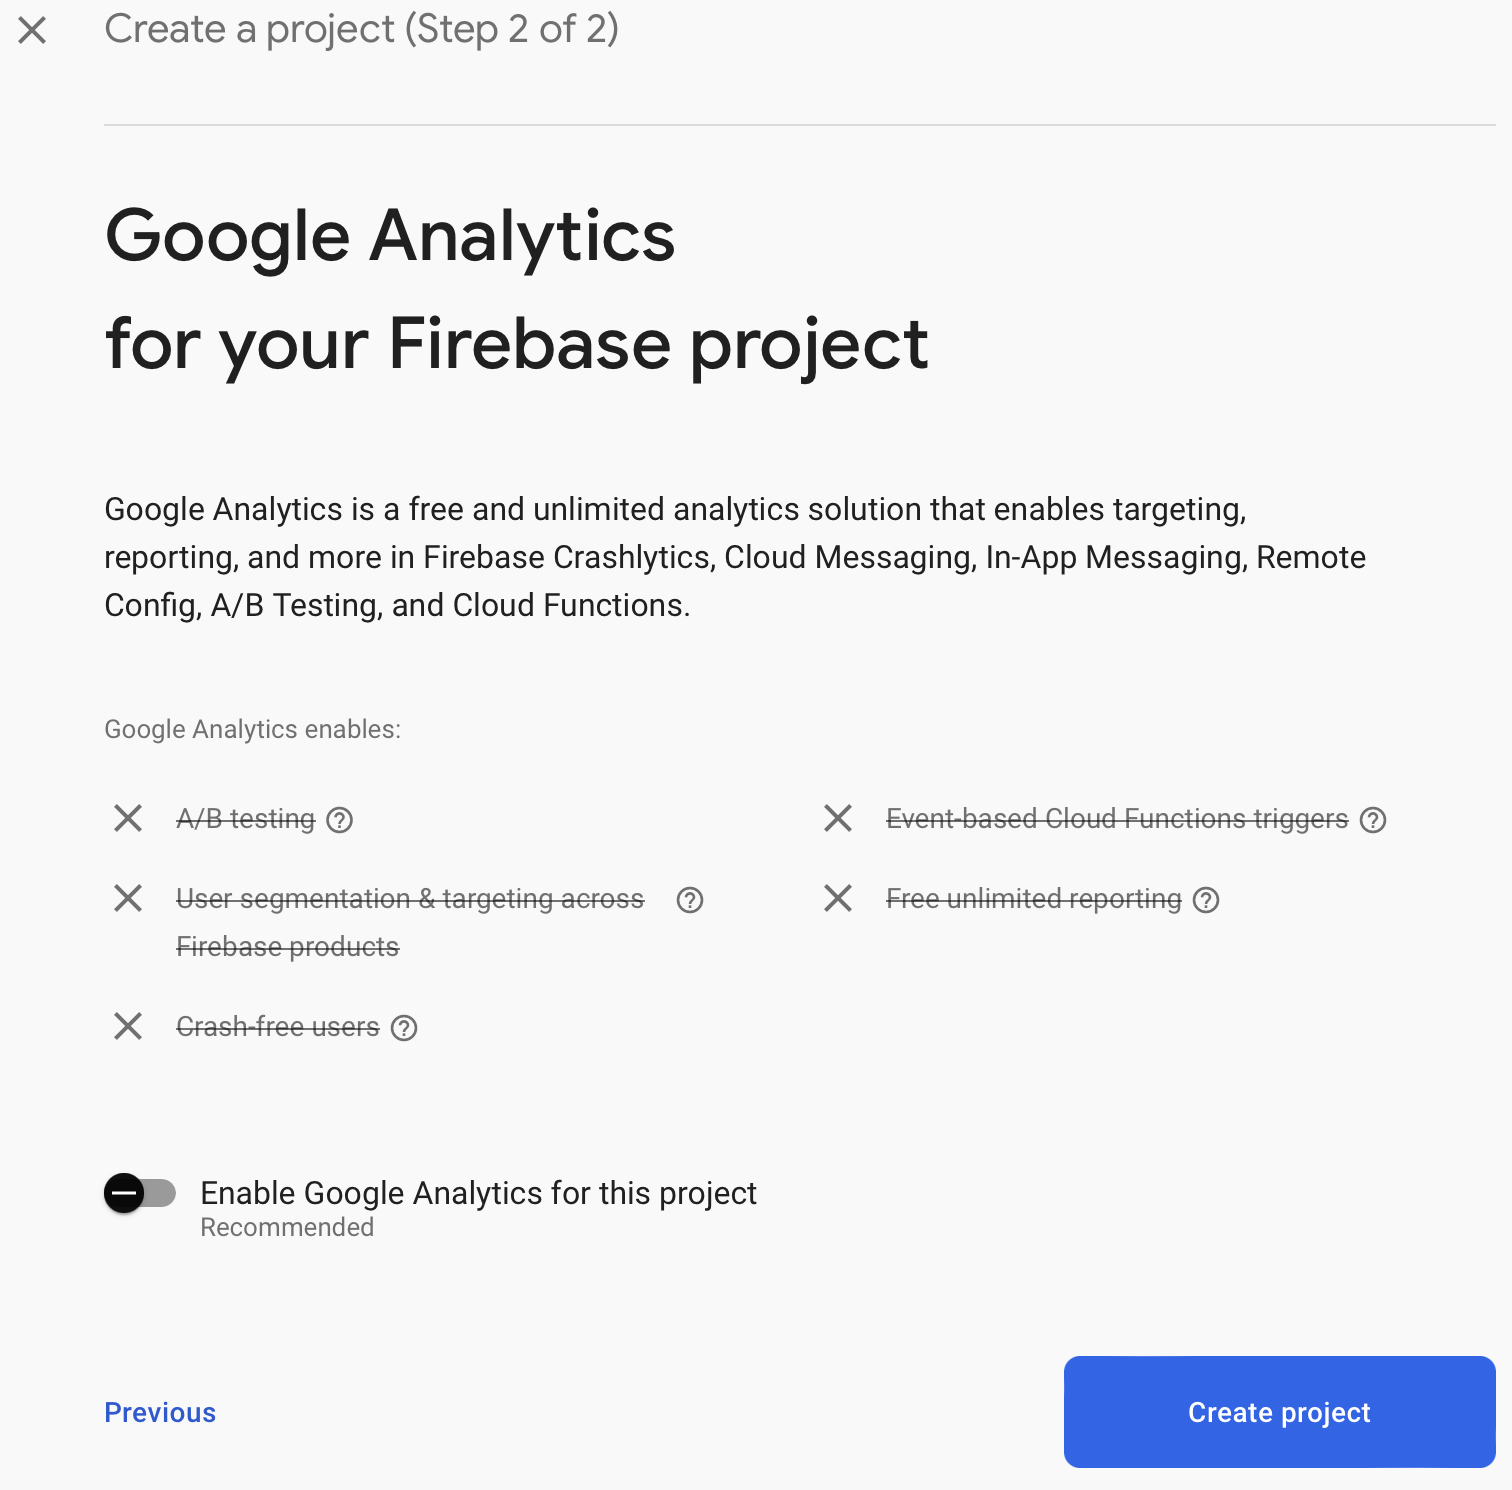 Create a project (Step 2 of 2)
Google Analytics
for your Firebase project
Google Analytics is a free and unlimited analytics solution that enables targeting,
reporting, and more in Firebase Crashlytics, Cloud Messaging, In-App Messaging, Remote
Config, A/B Testing, and Cloud Functions.
Google Analytics enables:
A/B testing
User segmentation & targeting across
Firebase products
Crash-free users
Event-based Cloud Functions triggers
Free unlimited reporting
Enable Google Analytics for this project
Recommended
Previous
Create project